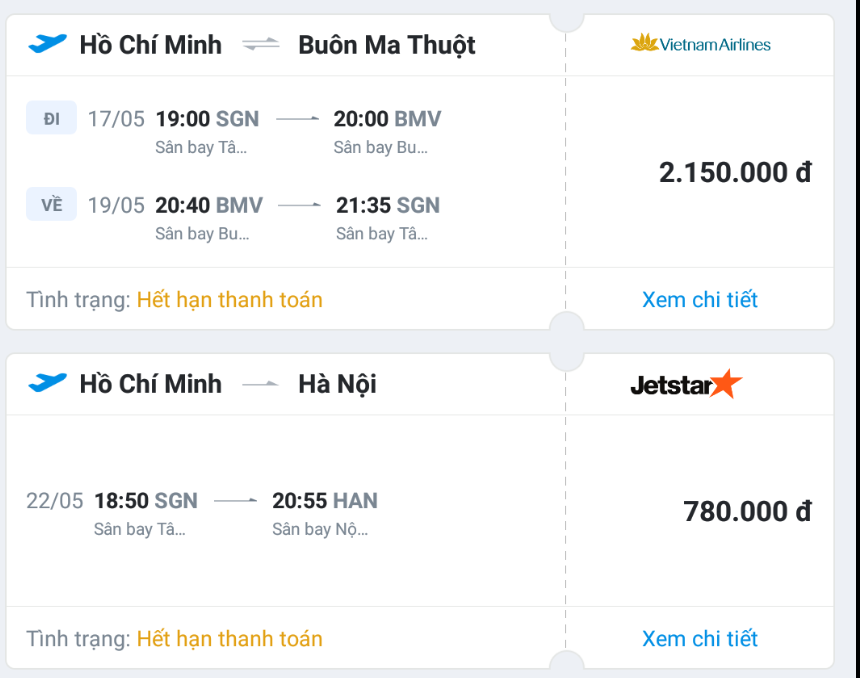 Hồ Chí Minh Buôn Ma Thuột VietnamAirlines
ĐI 17/05 19:00 SGN 20:00 BMV
Sân bay Tâ... Sân bay Bu...
2.150.000 đ
VỀ 19/05 20:40 BMV 21:35 SGN
Sân bay Bu... Sân bay Tâ...
Tình trạng: Hết hạn thanh toán Xem chi tiết
Hồ Chí Minh Hà Nội Jetstar
22/05 18:50 SGN 20:55 HAN 780.000 đ
Sân bay Tâ... Sân bay Nộ...
Tình trạng: Hết hạn thanh toán Xem chi tiết